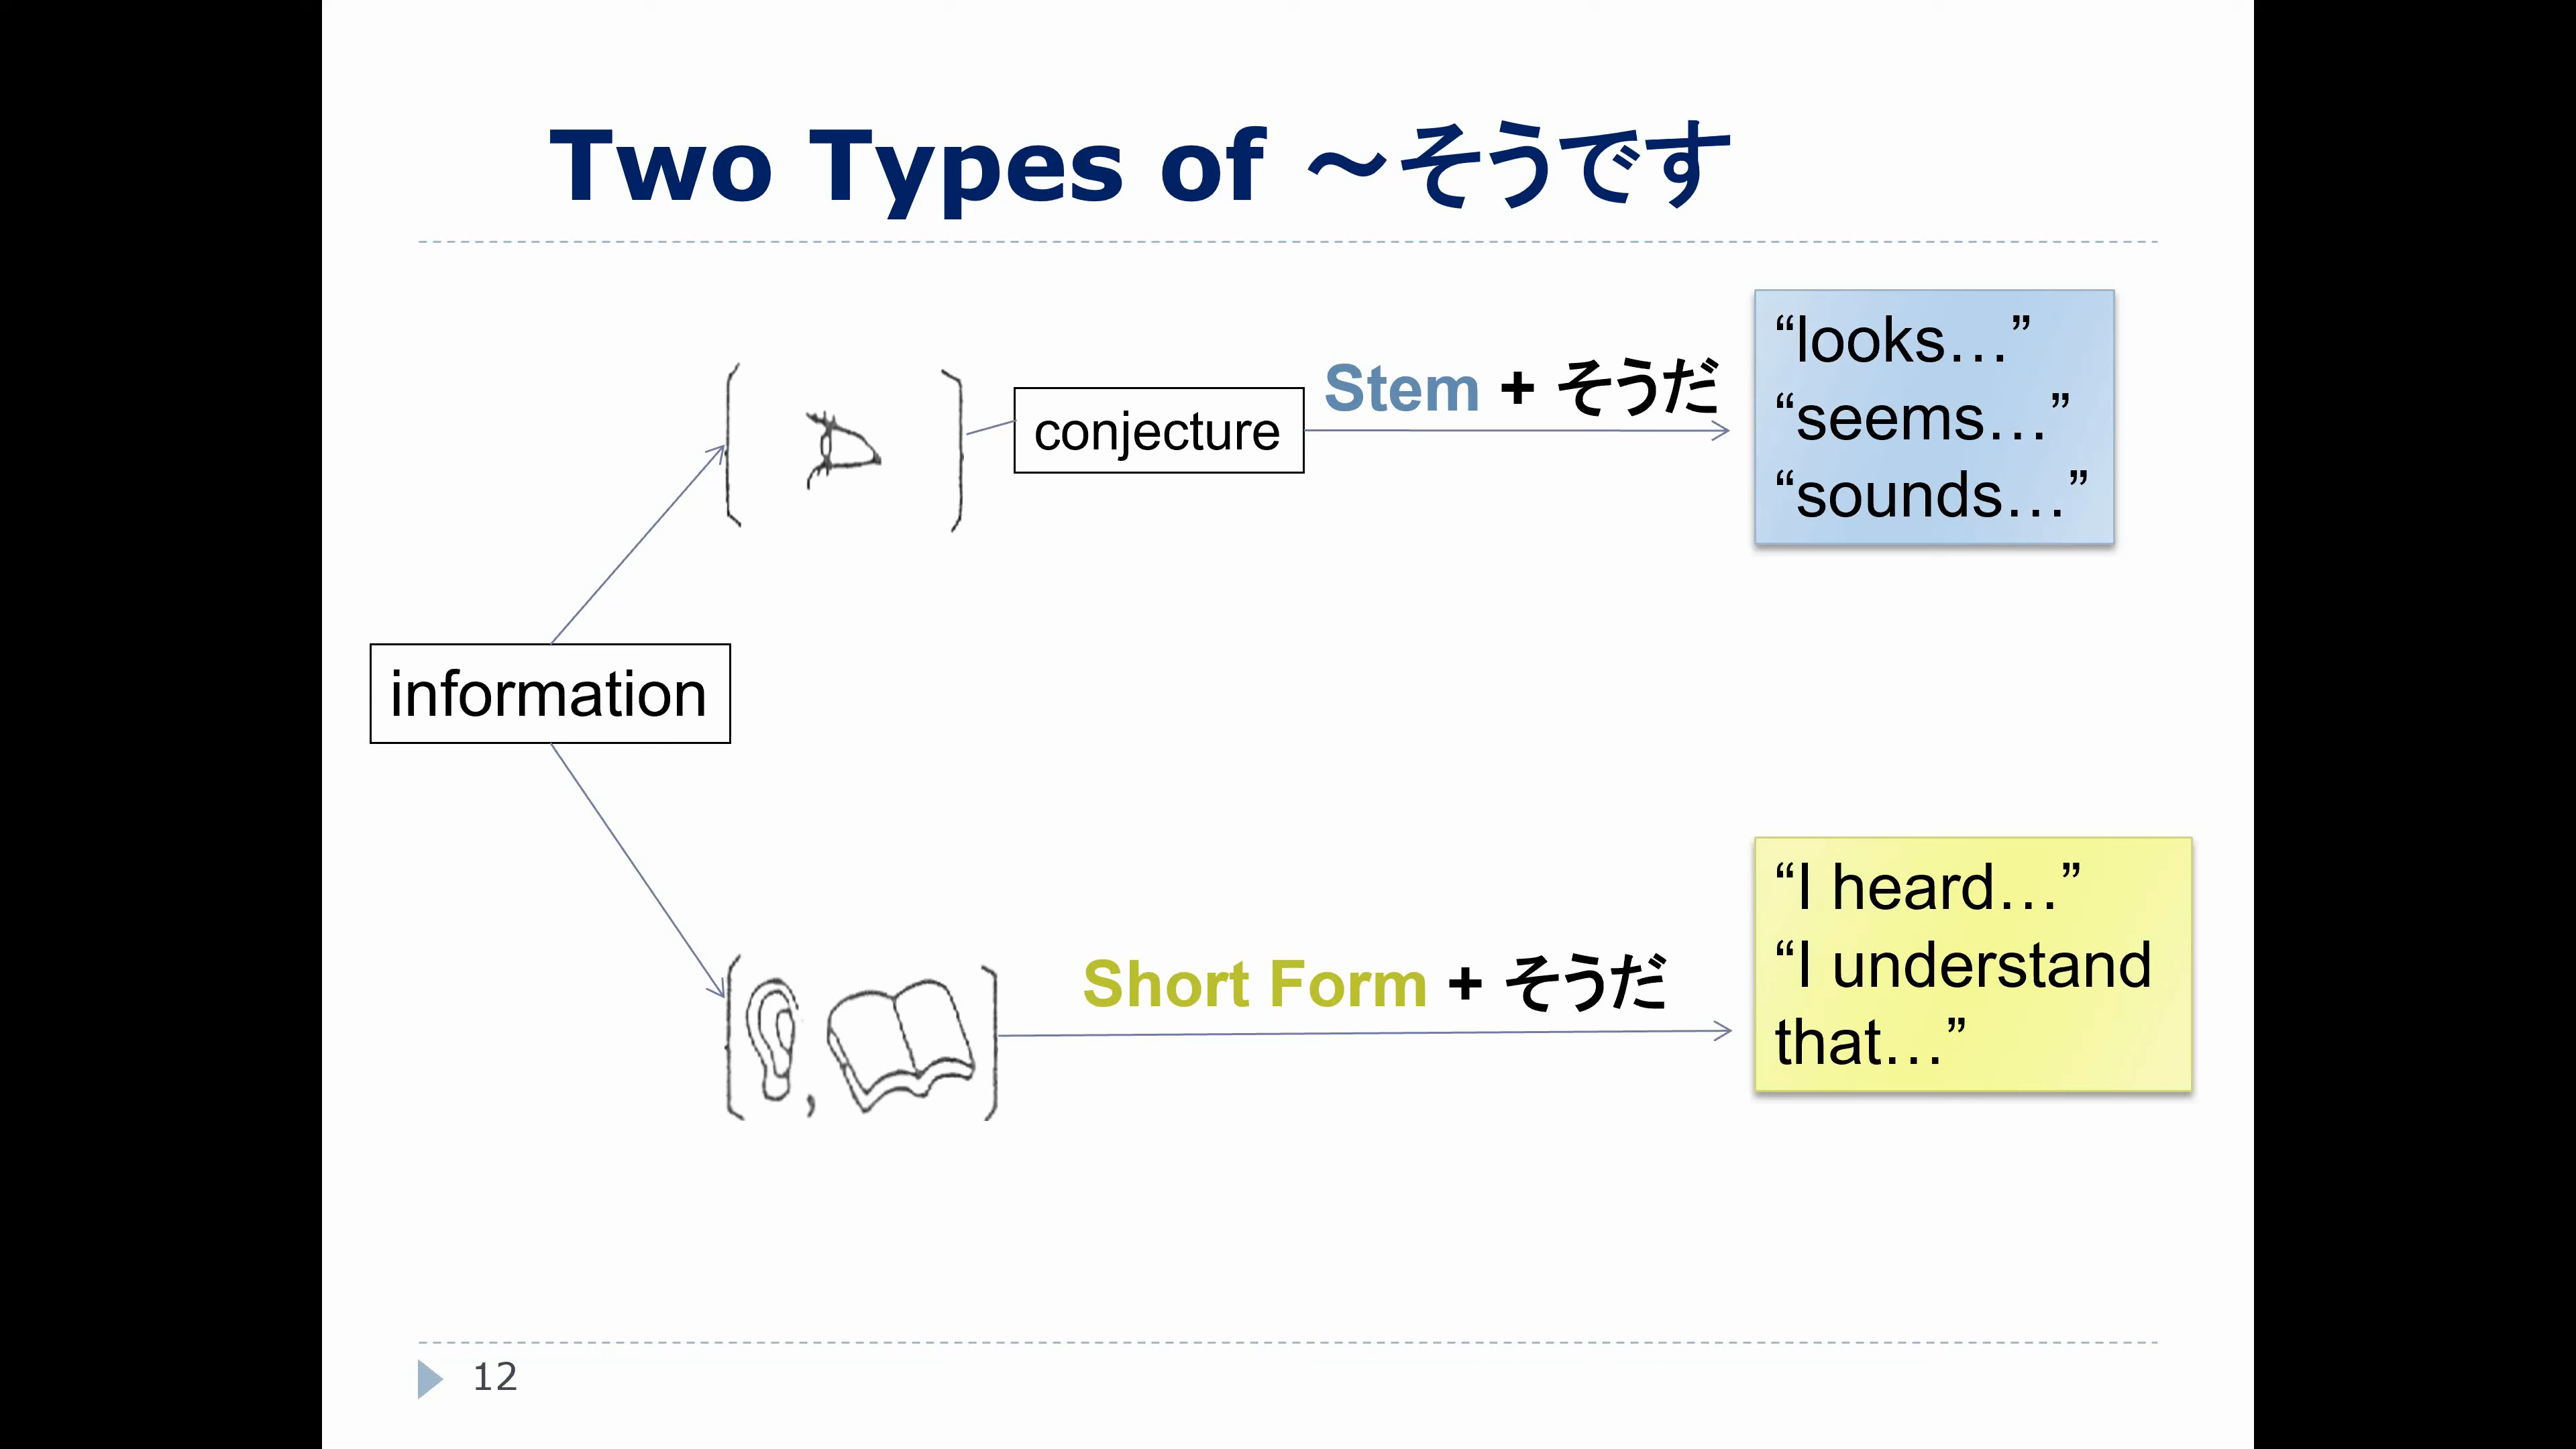 Two Types of ～そうです
information
conjecture
Stem + そうだ
“looks…”
“seems…”
“sounds…”
,
Short Form + そうだ
“I heard…”
“I understand
that…”
12